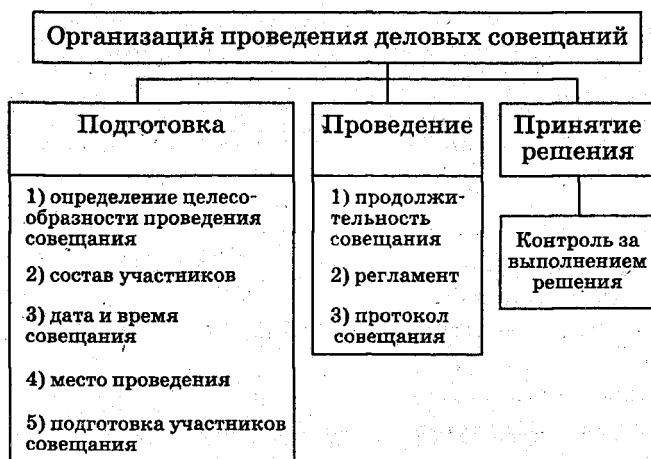 Организация проведения деловых совещаний
Подготовка
1) определение целесо-
образности проведения
совещания
2) состав участников
3) дата и время
совещания
4) место проведения
5) подготовка участников
совещания
Проведение
1) продолжи-
тельность
совещания
2) регламент
3) протокол
совещания
Принятие
решения
Контроль за
выполнением
решения